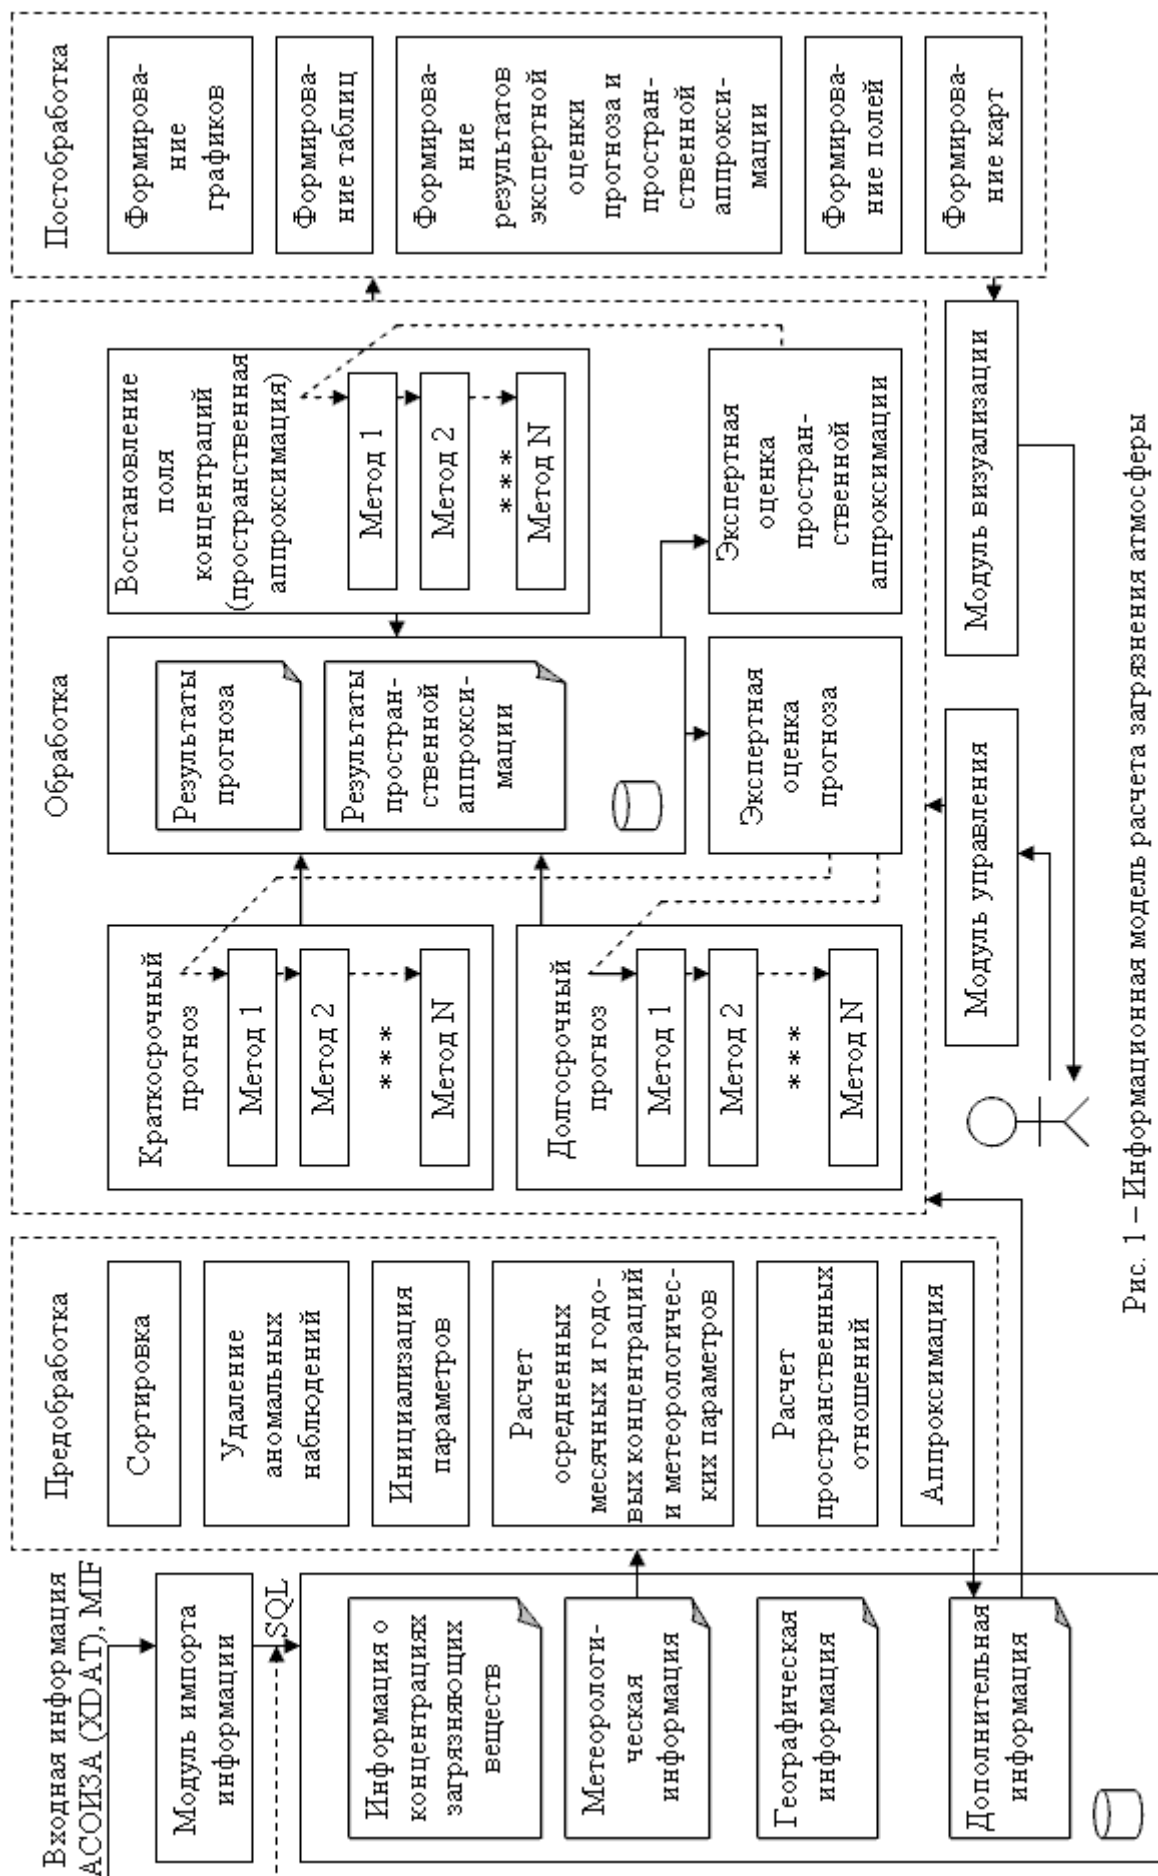 Входная информация
АСОИЗА (XDAT), MIF
Модуль импорта
информации
SQL
Информация о
концентрациях
загрязняющих
веществ
Метеорологи-
ческая
информация
Географическая
информация
Дополнительная
информация
Предобработка
Сортировка
Удаление
аномальных
наблюдений
Инициализация
параметров
Расчет
осредненных
месячных и годо-
вых концентраций
и метеорологичес-
ких параметров
Расчет
пространственных
отношений
Аппроксимация
Обработка
Краткосрочный
прогноз
Метод 1
Метод 2
***
Метод N
Долгосрочный
прогноз
Метод 1
Метод 2
***
Метод N
Результаты
прогноза
Результаты
простран-
ственной
аппрокси-
мации
Экспертная
оценка
прогноза
Восстановление
поля
концентраций
(пространственная
аппроксимация)
Метод 1
Метод 2
***
Метод N
Экспертная
оценка
простран-
ственной
аппроксимации
Модуль управления
Модуль визуализации
Постобработка
Формирова-
ние
графиков
Формирова-
ние таблиц
Формирова-
ние
результатов
экспертной
оценки
прогноза и
простран-
ственной
аппрокси-
мации
Формирова-
ние полей
Формирова-
ние карт
Рис. 1 – Информационная модель расчета загрязнения атмосферы